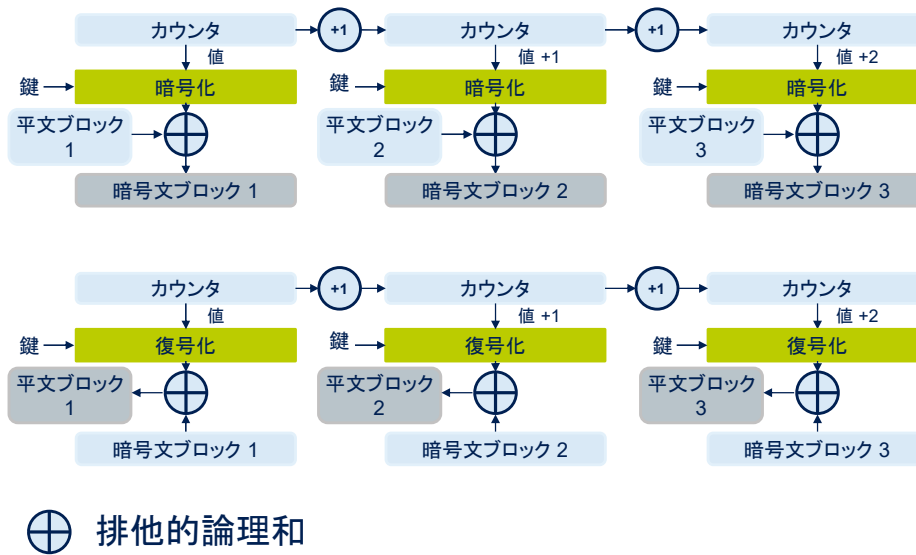 カウンタ +1 カウンタ +1 カウンタ
値 値 +1 値 +2
鍵 暗号化 鍵 暗号化 鍵 暗号化
平文ブロック 平文ブロック 平文ブロック
1 2 3
暗号文ブロック 1 暗号文ブロック 2 暗号文ブロック 3
カウンタ +1 カウンタ +1 カウンタ
値 値 +1 値 +2
鍵 復号化 鍵 復号化 鍵 復号化
平文ブロック 平文ブロック 平文ブロック
1 2 3
暗号文ブロック 1 暗号文ブロック 2 暗号文ブロック 3
排他的論理和